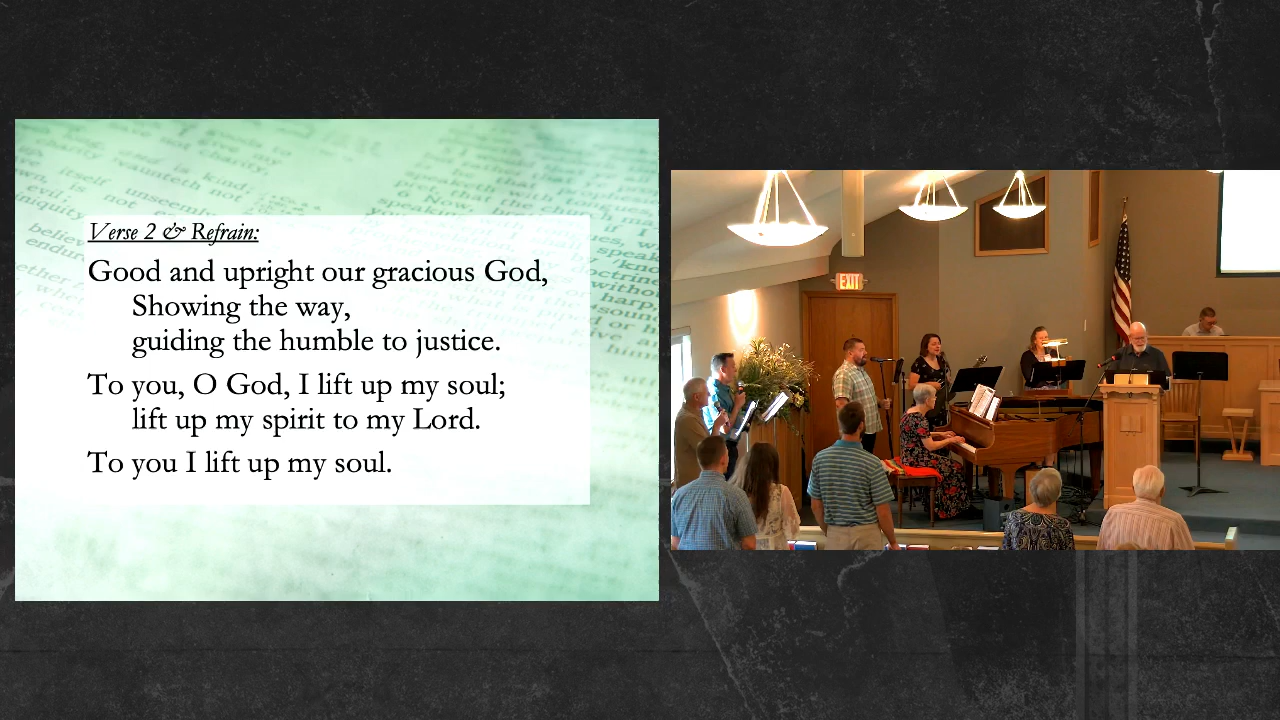 Verse 2 & Refrain:
Good and upright our gracious God,
Showing the way,
guiding the humble to justice.
To you, O God, I lift up my soul;
lift up my spirit to my Lord.
To you I lift up my soul.
EXIT